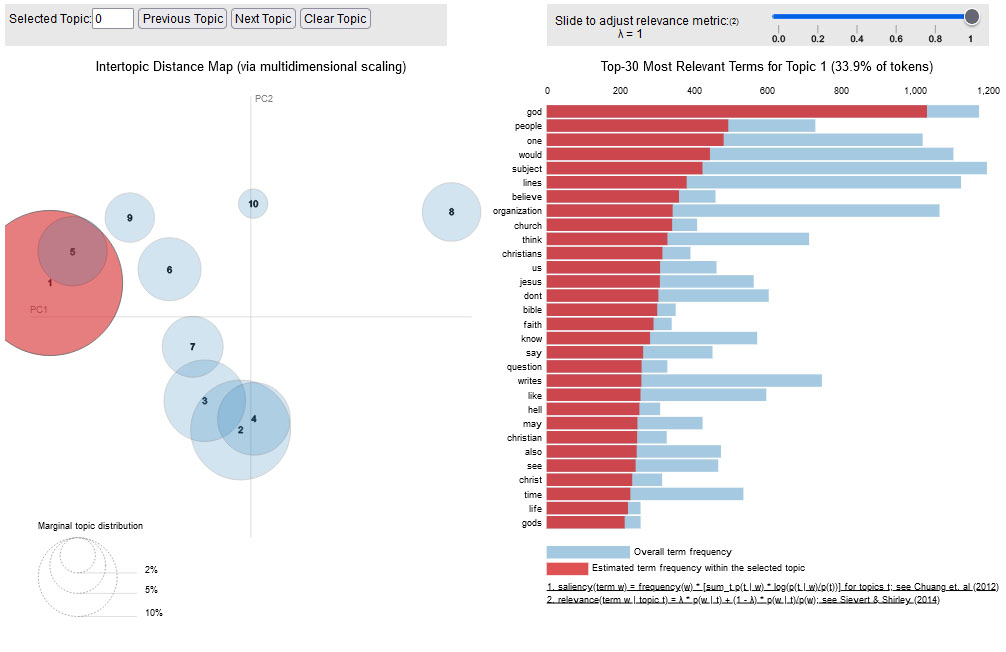 Selected Topic: 0 Previous Topic Next Topic Clear Topic
Slide to adjust relevance metric:(2)
λ = 1
0.0 0.2 0.4 0.6 0.8 1
Intertopic Distance Map (via multidimensional scaling)
PC2
PC1
1
2
3
4
5
6
7
8
9
10
Marginal topic distribution
2%
5%
10%
Top-30 Most Relevant Terms for Topic 1 (33.9% of tokens)
0 200 400 600 800 1,000 1,200
god
people
one
would
subject
lines
believe
organization
church
think
christians
us
jesus
dont
bible
faith
know
say
question
writes
like
hell
may
christian
also
see
christ
time
life
gods
Overall term frequency
Estimated term frequency within the selected topic
1. saliency(term w) = frequency(w) * [sum_t p(t | w) * log(p(t | w)/p(t))] for topics t; see Chuang et. al (2012)
2. relevance(term w | topic t) = λ * p(w | t) + (1 - λ) * p(w | t)/p(w); see Sievert & Shirley (2014)